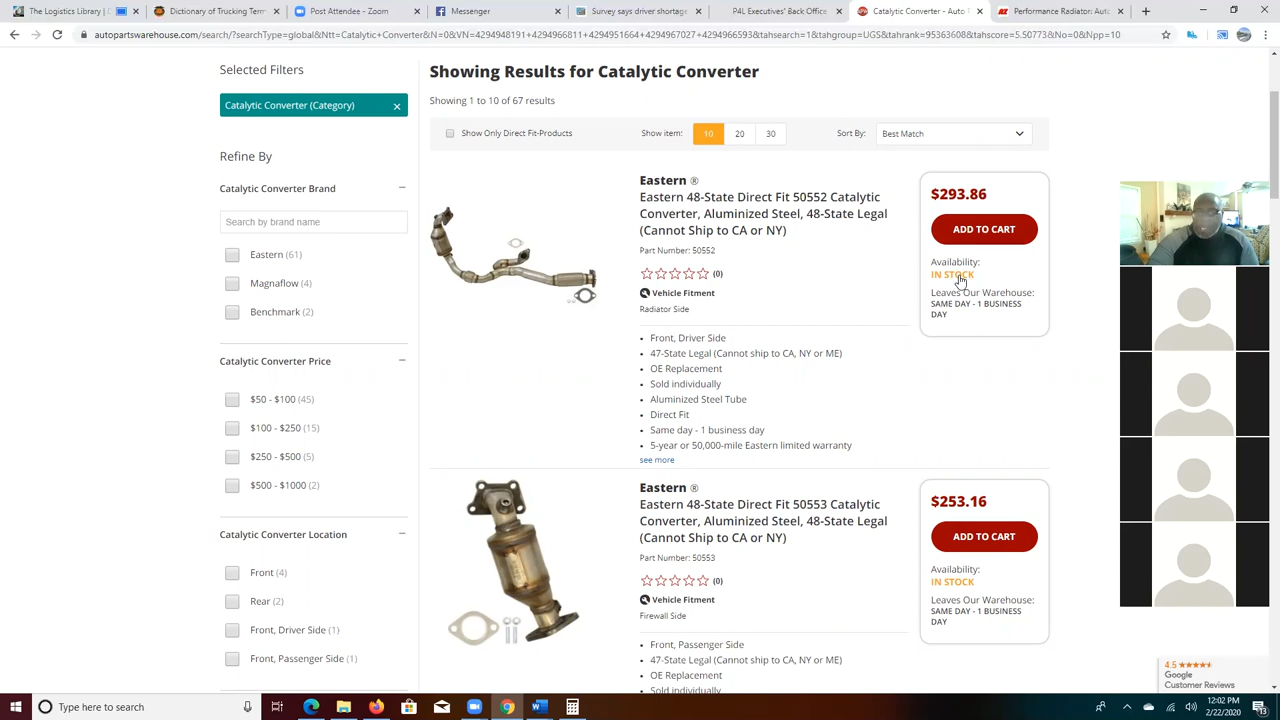 The Logistics Library |
Dictionary of Trucking Term
Post Attendee - Zoom
Messenger
Survey says driver shortage
P4L Executives' Back Office
Catalytic Converter - Auto
Performance Radiator: Auto
autopartswarehouse.com/search/?searchType=global&Ntt=Catalytic+Converter&N=0&VN=4294948191+4294966811+4294951664+4294967027+4294966593&tahsearch=1&tahgroup=UGS&tahrank=95363608&tahscore=5.50773&No=0&Npp=10
Selected Filters
Catalytic Converter (Category) ×
Refine By
Catalytic Converter Brand
Search by brand name
Eastern (61)
Magnaflow (4)
Benchmark (2)
Catalytic Converter Price
$50 - $100 (45)
$100 - $250 (15)
$250 - $500 (5)
$500 - $1000 (2)
Catalytic Converter Location
Front (4)
Rear (2)
Front, Driver Side (1)
Front, Passenger Side (1)
Showing Results for Catalytic Converter
Showing 1 to 10 of 67 results
Show Only Direct Fit-Products Show item: 10 20 30 Sort By: Best Match
Eastern ®
Eastern 48-State Direct Fit 50552 Catalytic
Converter, Aluminized Steel, 48-State Legal
(Cannot Ship to CA or NY)
Part Number: 50552
(0)
Vehicle Fitment
Radiator Side
• Front, Driver Side
• 47-State Legal (Cannot ship to CA, NY or ME)
• OE Replacement
• Sold individually
• Aluminized Steel Tube
• Direct Fit
• Same day - 1 business day
• 5-year or 50,000-mile Eastern limited warranty
see more
$293.86
ADD TO CART
Availability:
IN STOCK
Leaves Our Warehouse:
SAME DAY - 1 BUSINESS
DAY
Eastern ®
Eastern 48-State Direct Fit 50553 Catalytic
Converter, Aluminized Steel, 48-State Legal
(Cannot Ship to CA or NY)
Part Number: 50553
(0)
Vehicle Fitment
Firewall Side
• Front, Passenger Side
• 47-State Legal (Cannot ship to CA, NY or ME)
• OE Replacement
• Sold individually
$253.16
ADD TO CART
Availability:
IN STOCK
Leaves Our Warehouse:
SAME DAY - 1 BUSINESS
DAY
4.5
Google
Customer Reviews
Type here to search
12:02 PM
2/22/2020